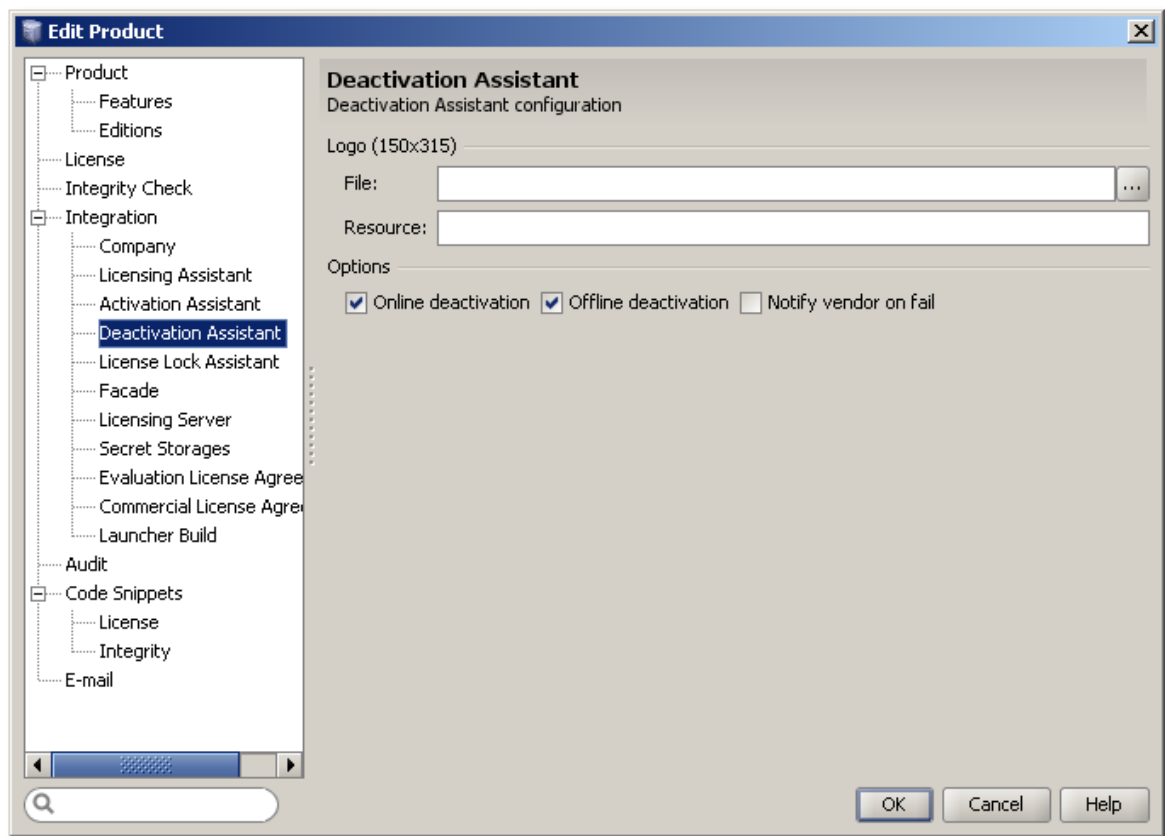 Edit Product
Product
Features
Editions
License
Integrity Check
Integration
Company
Licensing Assistant
Activation Assistant
Deactivation Assistant
License Lock Assistant
Facade
Licensing Server
Secret Storages
Evaluation License Agree
Commercial License Agre
Launcher Build
Audit
Code Snippets
License
Integrity
E-mail
Deactivation Assistant
Deactivation Assistant configuration
Logo (150x315)
File:
...
Resource:
Options
Online deactivation Offline deactivation Notify vendor on fail
OK Cancel Help